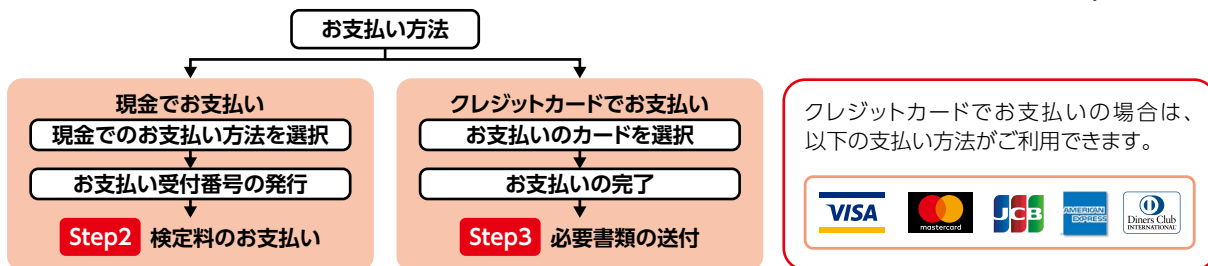 お支払い方法
現金でお支払い
現金でのお支払い方法を選択
お支払い受付番号の発行
Step2 検定料のお支払い
クレジットカードでお支払い
お支払いのカードを選択
お支払いの完了
Step3 必要書類の送付
クレジットカードでお支払いの場合は、
以下の支払い方法がご利用できます。
VISA
mastercard
JCB
AMERICAN
EXPRESS
Diners Club
INTERNATIONAL